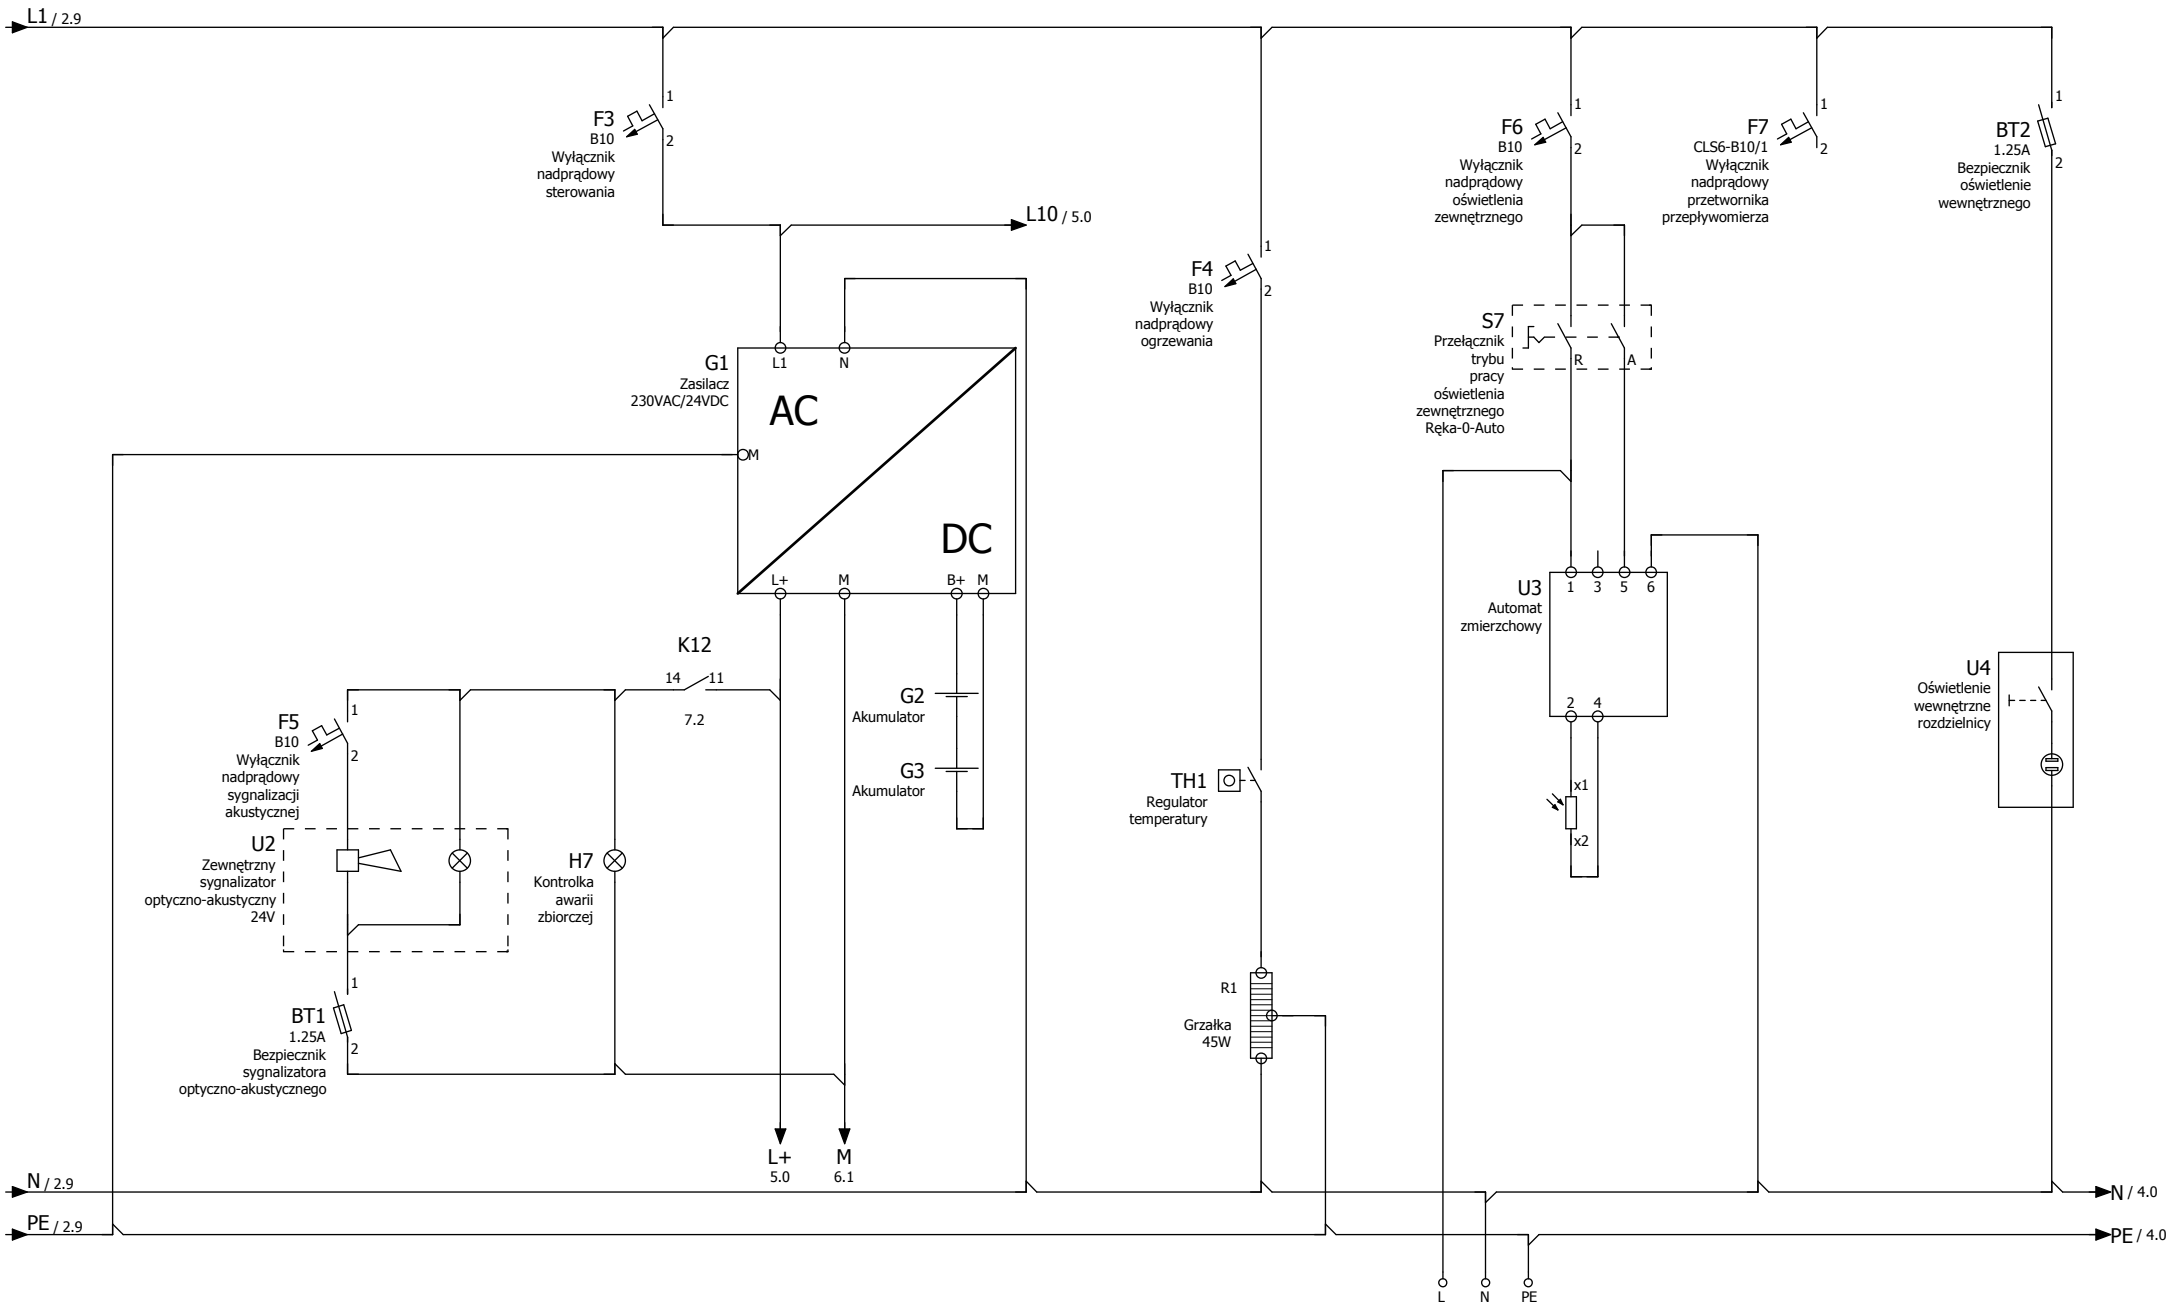 L1 / 2.9
F3
B10
Wyłącznik
nadprądowy
sterowania
1
2
L10 / 5.0
F4
B10
Wyłącznik
nadprądowy
ogrzewania
1
2
F6
B10
Wyłącznik
nadprądowy
oświetlenia
zewnętrznego
1
2
F7
CLS6-B10/1
Wyłącznik
nadprądowy
przetwornika
przepływomierza
1
2
BT2
1.25A
Bezpiecznik
oświetlenie
wewnętrznego
1
2
S7
Przełącznik
trybu
pracy
oświetlenia
zewnętrznego
Ręka-0-Auto
R
A
G1
Zasilacz
230VAC/24VDC
L1
N
AC
M
DC
L+
M
B+
M
K12
14
11
7.2
G2
Akumulator
G3
Akumulator
F5
B10
Wyłącznik
nadprądowy
sygnalizacji
akustycznej
1
2
U2
Zewnętrzny
sygnalizator
optyczno-akustyczny
24V
H7
Kontrolka
awarii
zbiorczej
BT1
1.25A
Bezpiecznik
sygnalizatora
optyczno-akustycznego
1
2
L+
5.0
M
6.1
TH1
Regulator
temperatury
R1
Grzałka
45W
U3
Automat
zmierzchowy
1
3
5
6
2
4
x1
x2
U4
Oświetlenie
wewnętrzne
rozdzielnicy
N / 2.9
N / 4.0
PE / 2.9
PE / 4.0
L
N
PE